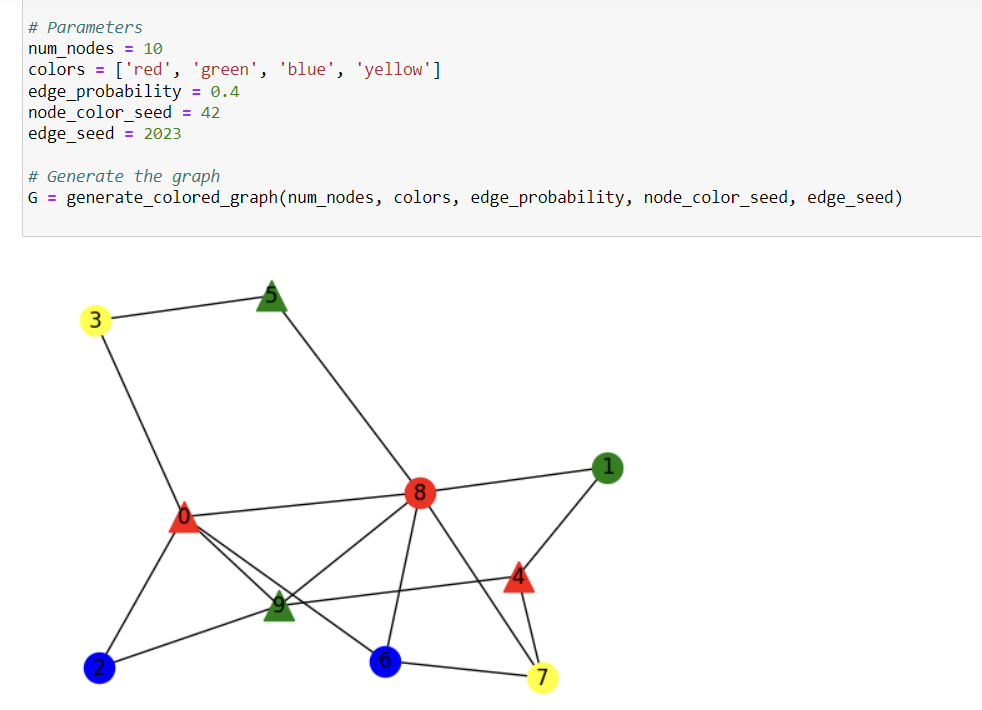 # Parameters
num_nodes = 10
colors = ['red', 'green', 'blue', 'yellow']
edge_probability = 0.4
node_color_seed = 42
edge_seed = 2023
# Generate the graph
G = generate_colored_graph(num_nodes, colors, edge_probability, node_color_seed, edge_seed)
5
3
1
8
0
4
9
6
2
7